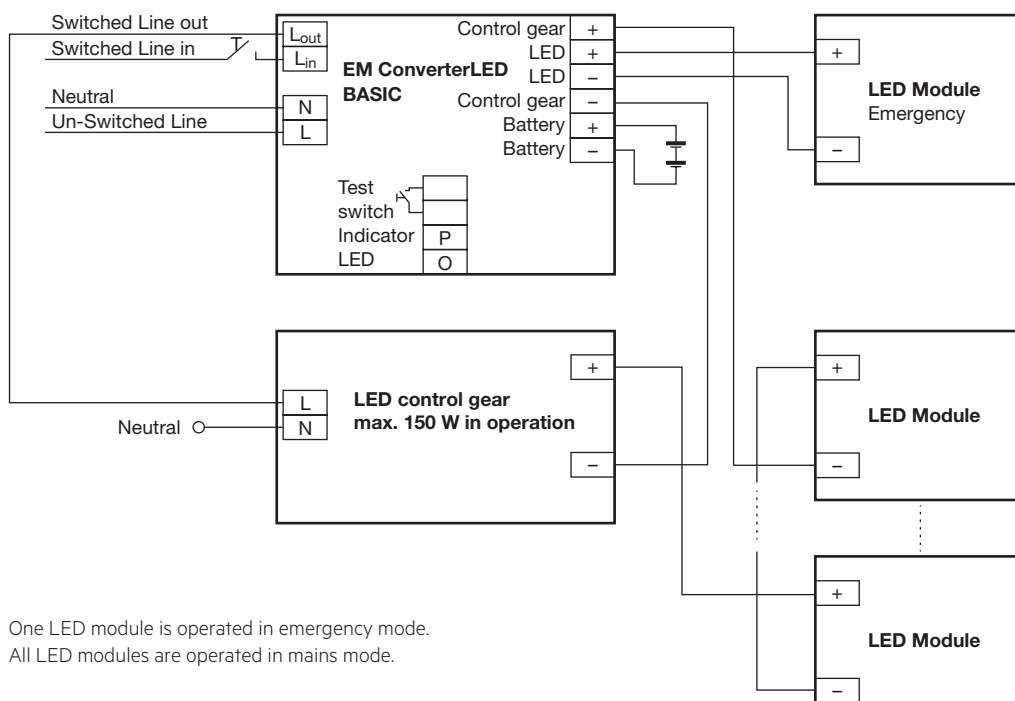 Switched Line out
Switched Line in
Neutral
Un-Switched Line
Lout
Lin
N
L
EM ConverterLED
BASIC
Control gear +
LED +
LED –
Control gear –
Battery +
Battery –
Test
switch
Indicator P
LED O
+
LED Module
Emergency
–
L
N
Neutral
LED control gear
max. 150 W in operation
+
–
+
LED Module
–
+
LED Module
–
One LED module is operated in emergency mode.
All LED modules are operated in mains mode.